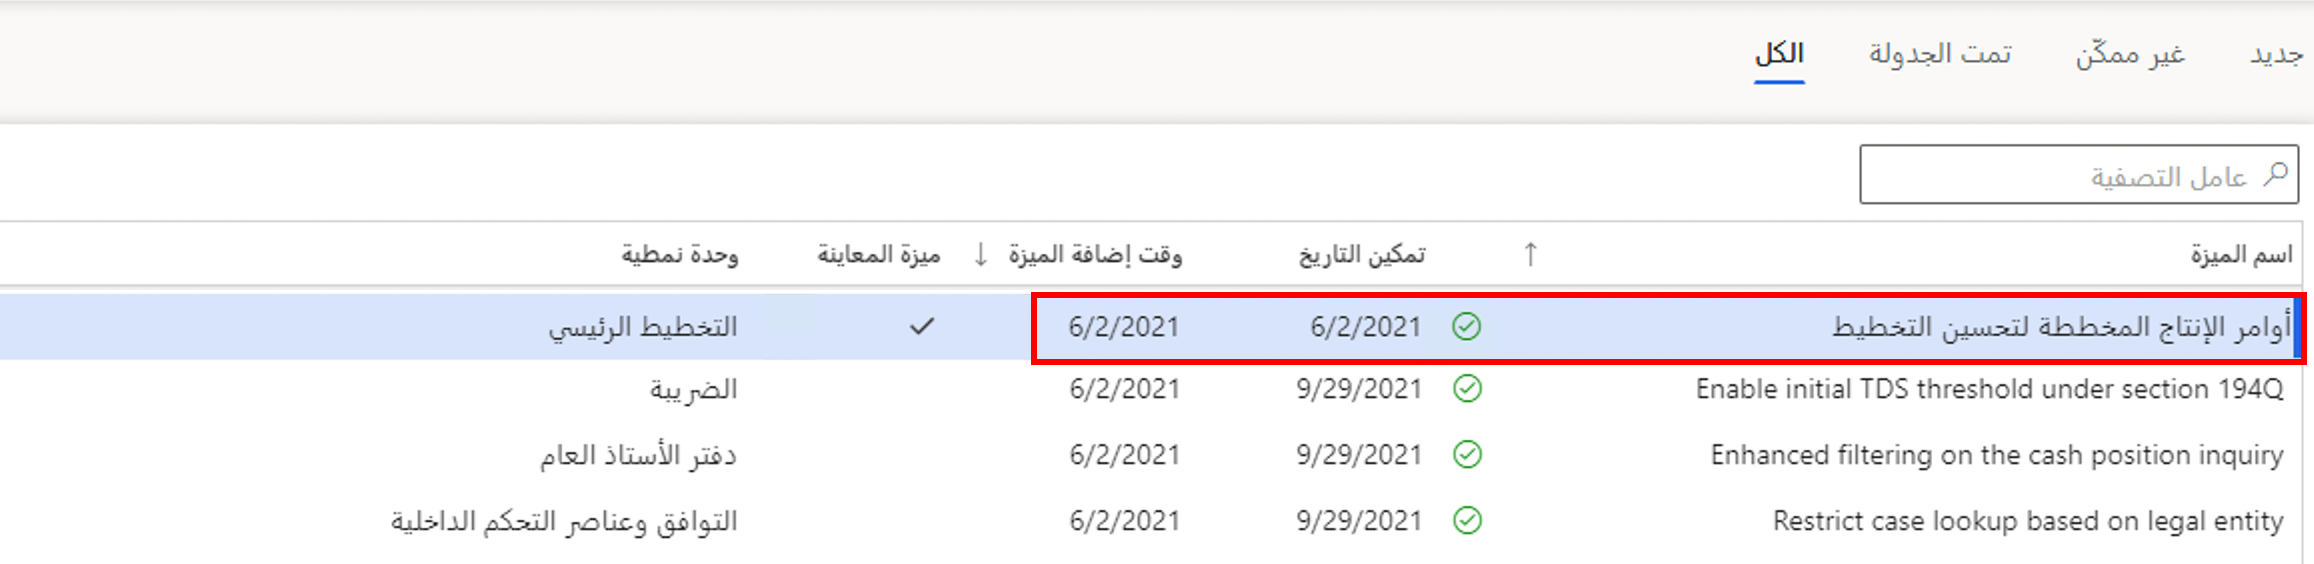 جديد غير ممكّن تمت الجدولة الكل
عامل التصفية
اسم الميزة ↑ تمكين التاريخ وقت إضافة الميزة ↓ ميزة المعاينة وحدة نمطية
أوامر الإنتاج المخططة لتحسين التخطيط 6/2/2021 6/2/2021 ✓ التخطيط الرئيسي
Enable initial TDS threshold under section 194Q 9/29/2021 6/2/2021 الضريبة
Enhanced filtering on the cash position inquiry 9/29/2021 6/2/2021 دفتر الأستاذ العام
Restrict case lookup based on legal entity 9/29/2021 6/2/2021 التوافق وعناصر التحكم الداخلية